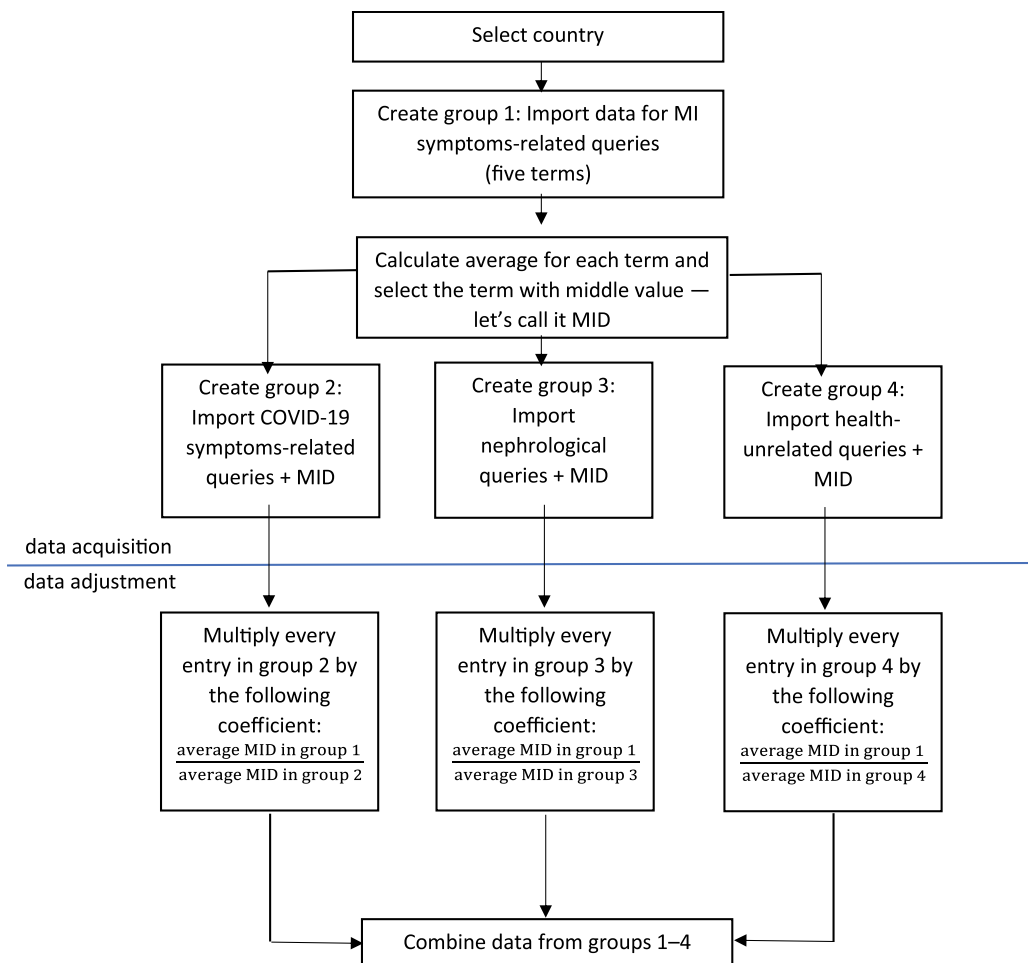 Select country
Create group 1: Import data for MI
symptoms-related queries
(five terms)
Calculate average for each term and
select the term with middle value —
let's call it MID
Create group 2:
Import COVID-19
symptoms-related
queries + MID
Create group 3:
Import
nephrological
queries + MID
Create group 4:
Import health-
unrelated queries +
MID
data acquisition
data adjustment
Multiply every
entry in group 2 by
the following
coefficient:
average MID in group 1
average MID in group 2
Multiply every
entry in group 3 by
the following
coefficient:
average MID in group 1
average MID in group 3
Multiply every
entry in group 4 by
the following
coefficient:
average MID in group 1
average MID in group 4
Combine data from groups 1–4